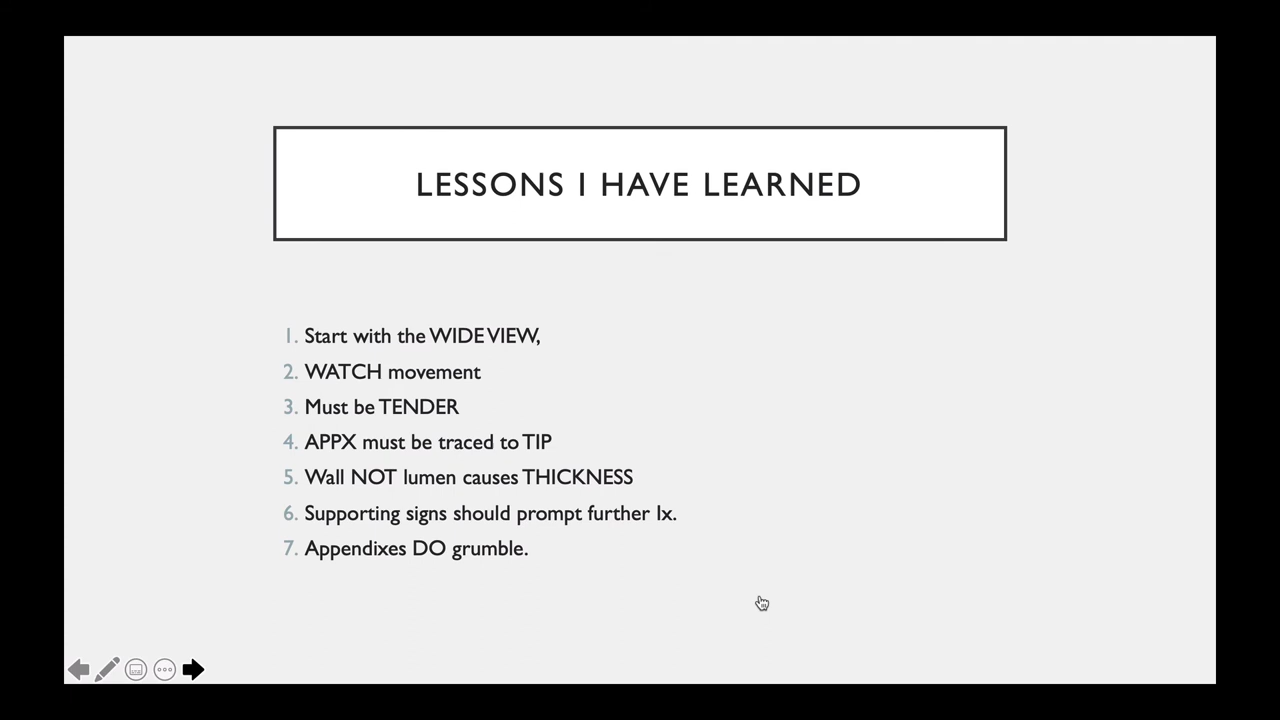 LESSONS I HAVE LEARNED
1. Start with the WIDE VIEW,
2. WATCH movement
3. Must be TENDER
4. APPX must be traced to TIP
5. Wall NOT lumen causes THICKNESS
6. Supporting signs should prompt further Ix.
7. Appendixes DO grumble.